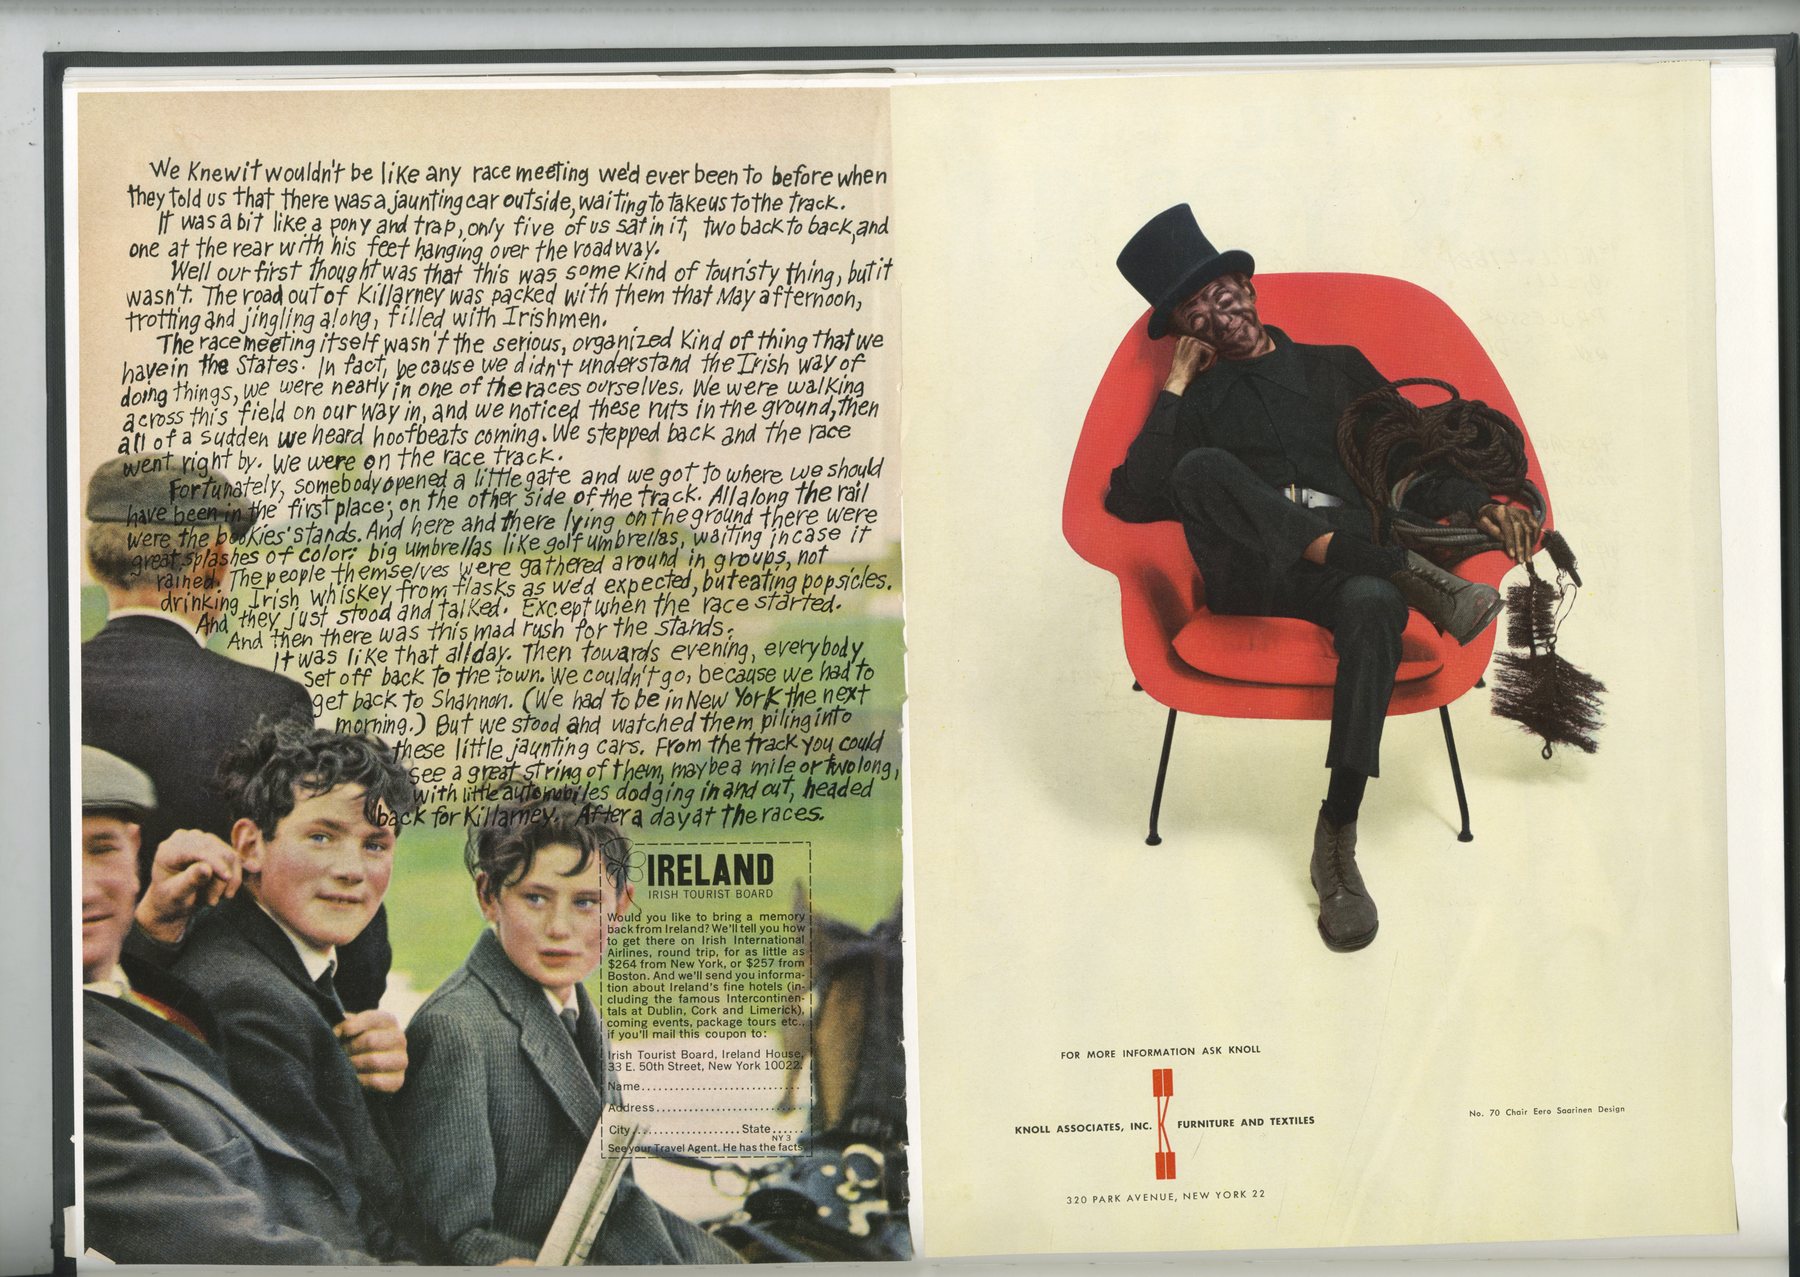 We Knew it wouldn't be like any race meeting we'd ever been to before when
they told us that there was a jaunting car outside, waiting to take us to the track.
It was a bit like a pony and trap, only five of us sat in it, two back to back, and
one at the rear with his feet hanging over the roadway.
Well our first thought was that this was some kind of touristy thing, but it
wasn't. The road out of Killarney was packed with them that May afternoon,
trotting and jingling along, filled with Irishmen.
The race meeting itself wasn't the serious, organized kind of thing that we
have in the States. In fact, because we didn't understand the Irish way of
doing things, we were nearly in one of the races ourselves. We were walking
across this field on our way in, and we noticed these ruts in the ground, then
all of a sudden we heard hoofbeats coming. We stepped back and the race
went right by. We were on the race track.
Fortunately, somebody opened a little gate and we got to where we should
have been in the first place; on the other side of the track. All along the rail
were the bookies' stands. And here and there lying on the ground there were
great splashes of color: big umbrellas like golf umbrellas, waiting in case it
rained. The people themselves were gathered around in groups, not
drinking Irish whiskey from flasks as we'd expected, but eating popsicles.
And they just stood and talked. Except when the race started.
And then there was this mad rush for the stands.
It was like that all day. Then towards evening, everybody
set off back to the town. We couldn't go, because we had to
get back to Shannon. (We had to be in New York the next
morning.) But we stood and watched them piling into
these little jaunting cars. From the track you could
see a great string of them, maybe a mile or two long,
with little automobiles dodging in and out, headed
back for Killarney. After a day at the races.
IRELAND
IRISH TOURIST BOARD
Would you like to bring a memory
back from Ireland? We'll tell you how
to get there on Irish International
Airlines, round trip, for as little as
$264 from New York, or $257 from
Boston. And we'll send you informa-
tion about Ireland's fine hotels (in-
cluding the famous Intercontinen-
tals at Dublin, Cork and Limerick),
coming events, package tours etc.,
if you'll mail this coupon to:
Irish Tourist Board, Ireland House,
33 E. 50th Street, New York 10022.
Name............................
Address.........................
City...................State......
NY 3
See your Travel Agent. He has the facts.
FOR MORE INFORMATION ASK KNOLL
K
KNOLL ASSOCIATES, INC. FURNITURE AND TEXTILES
320 PARK AVENUE, NEW YORK 22
No. 70 Chair Eero Saarinen Design